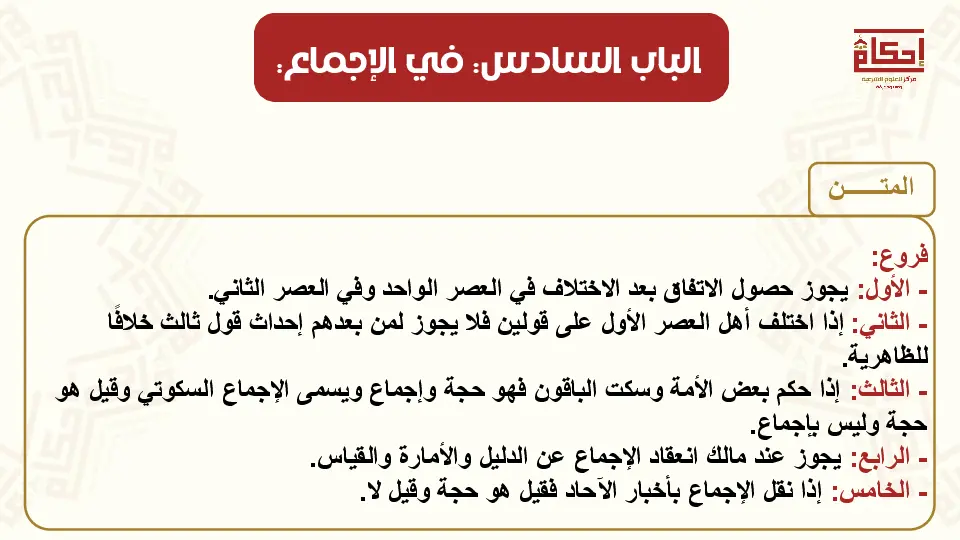 الباب السادس: في الإجماع:
إحكام
مركز للعلوم الشرعية
المتـــــــن
فروع:
- الأول: يجوز حصول الاتفاق بعد الاختلاف في العصر الواحد وفي العصر الثاني.
- الثاني: إذا اختلف أهل العصر الأول على قولين فلا يجوز لمن بعدهم إحداث قول ثالث خلافًا
للظاهرية.
- الثالث: إذا حكم بعض الأمة وسكت الباقون فهو حجة وإجماع ويسمى الإجماع السكوتي وقيل هو
حجة وليس بإجماع.
- الرابع: يجوز عند مالك انعقاد الإجماع عن الدليل والأمارة والقياس.
- الخامس: إذا نقل الإجماع بأخبار الآحاد فقيل هو حجة وقيل لا.